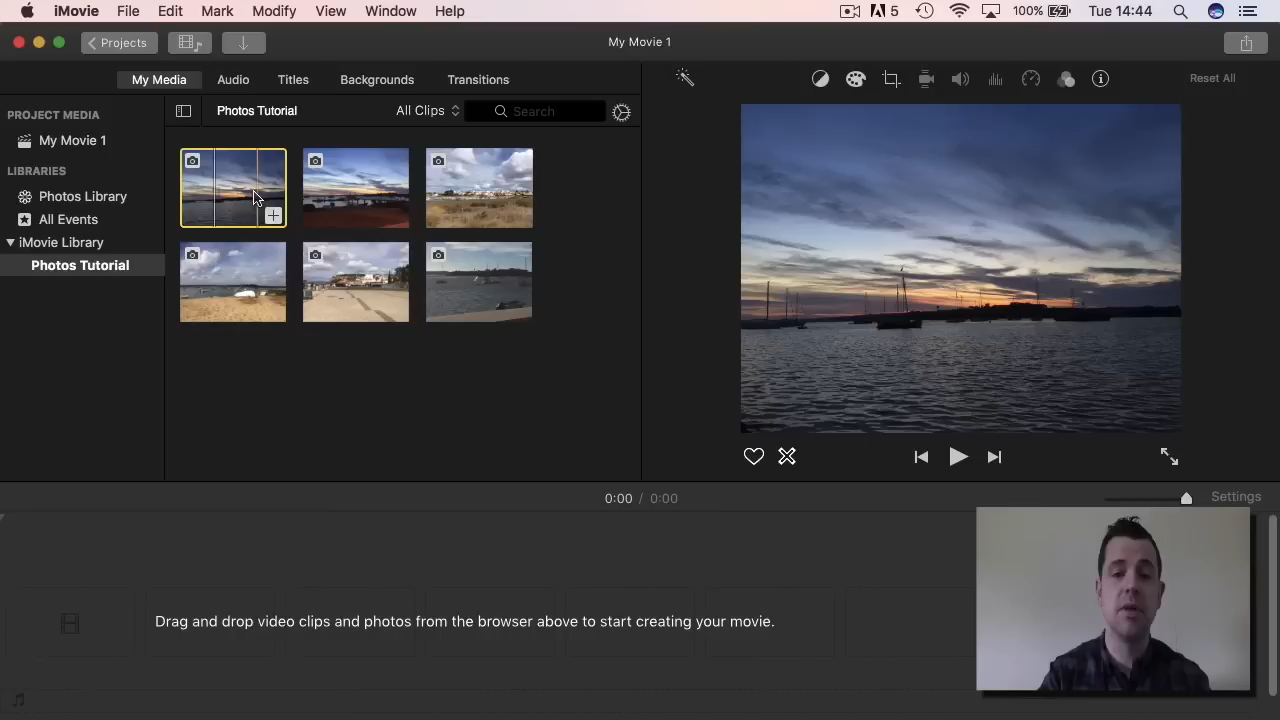 iMovie File Edit Mark Modify View Window Help 5 100% Tue 14:44
Projects My Movie 1
My Media Audio Titles Backgrounds Transitions Reset All
PROJECT MEDIA
My Movie 1
LIBRARIES
Photos Library
All Events
iMovie Library
Photos Tutorial
Photos Tutorial All Clips Search
0:00 / 0:00 Settings
Drag and drop video clips and photos from the browser above to start creating your movie.